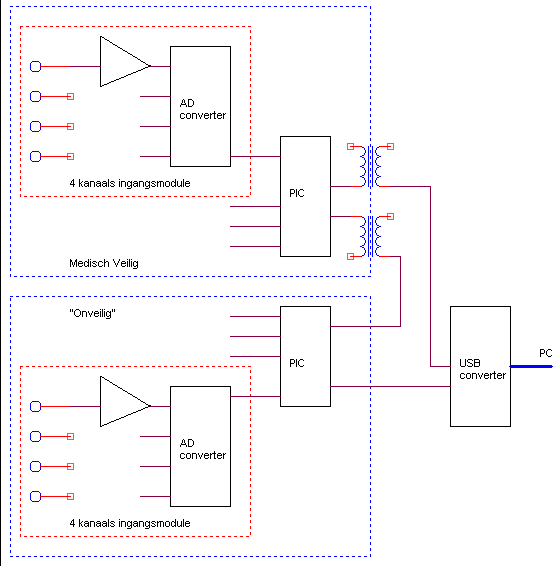 AD
converter
4 kanaals ingangsmodule
PIC
Medisch Veilig
"Onveilig"
PIC
USB
converter
PC
AD
converter
4 kanaals ingangsmodule